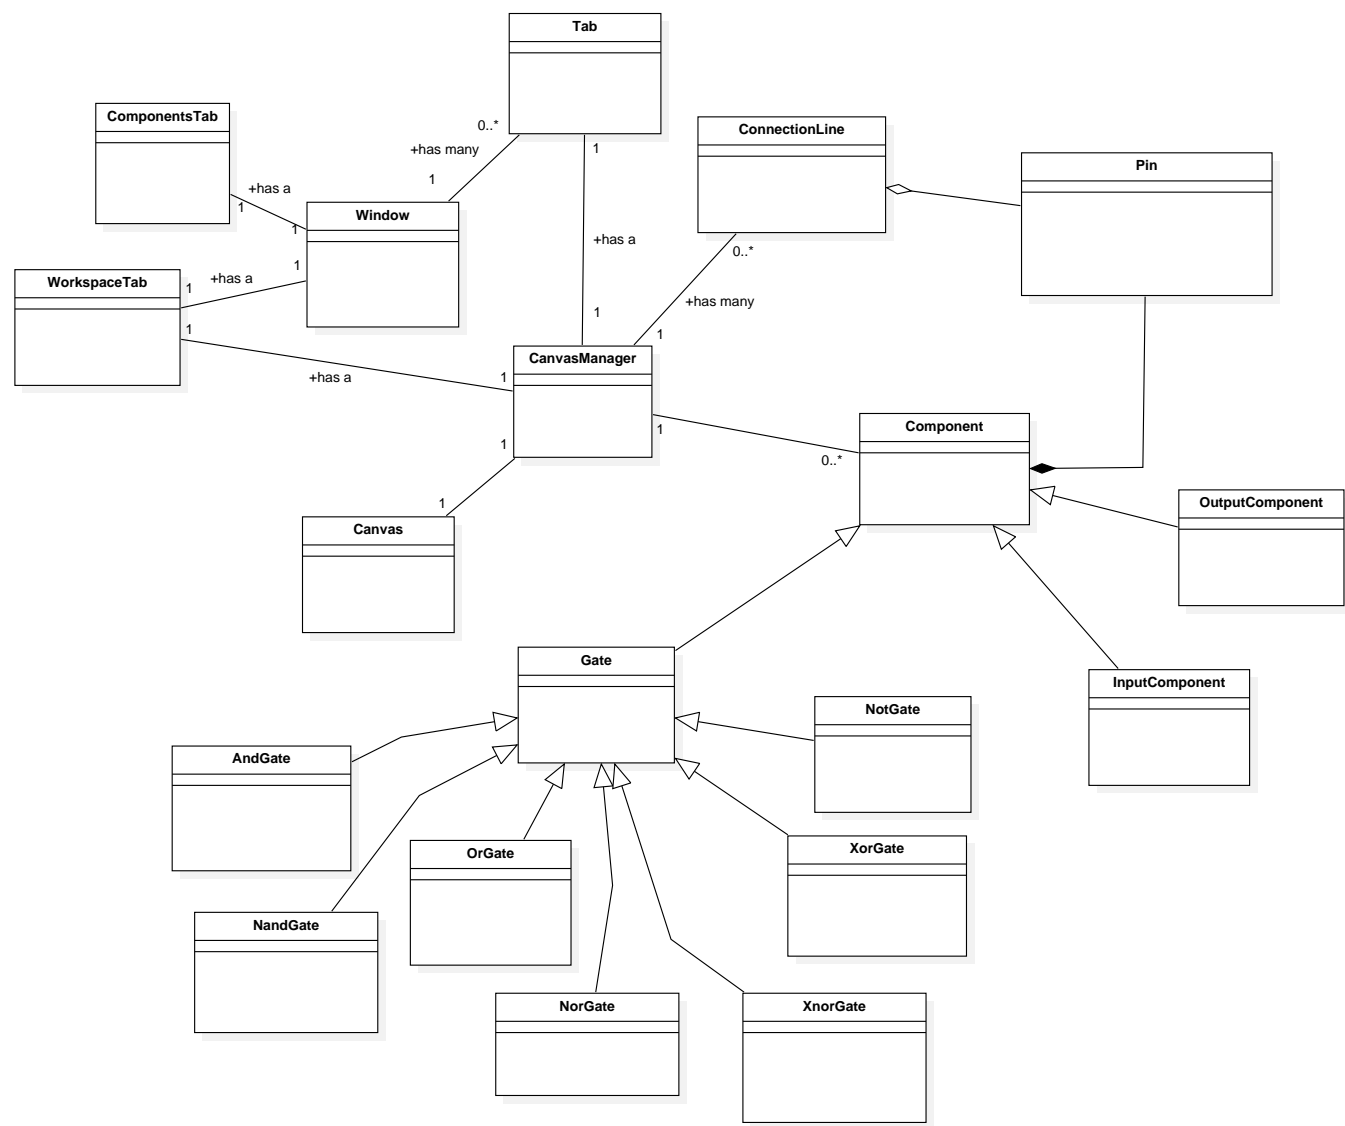 Tab
ComponentsTab
ConnectionLine
0..*
+has many
1
Pin
1
+has a
1
Window
1
+has a
0..*
1
+has a
WorkspaceTab
1
+has many
1
1
1
CanvasManager
+has a
1
1
Component
1
0..*
1
OutputComponent
Canvas
Gate
InputComponent
NotGate
AndGate
XorGate
OrGate
NandGate
NorGate
XnorGate